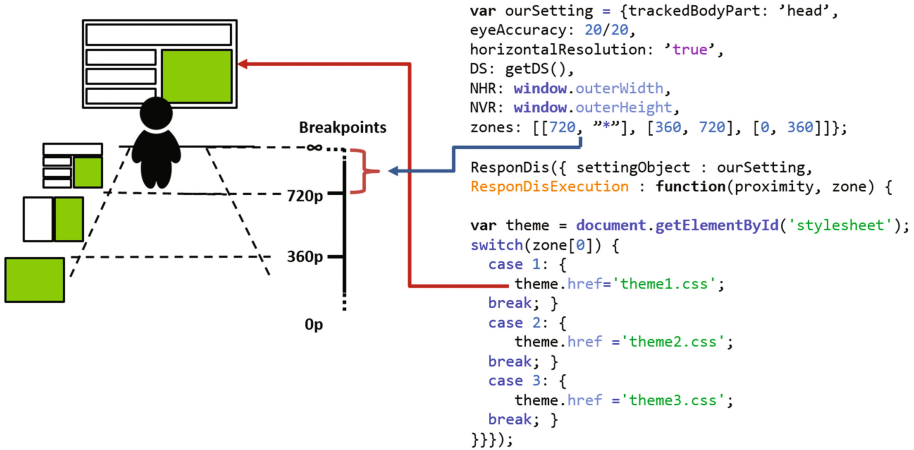 Breakpoints
∞
720p
360p
0p
var ourSetting = {trackedBodyPart: ’head’,
eyeAccuracy: 20/20,
horizontalResolution: ’true’,
DS: getDS(),
NHR: window.outerWidth,
NVR: window.outerHeight,
zones: [[720, ”*”], [360, 720], [0, 360]]};
ResponDis({ settingObject : ourSetting,
ResponDisExecution : function(proximity, zone) {
var theme = document.getElementById('stylesheet');
switch(zone[0]) {
case 1: {
theme.href='theme1.css';
break; }
case 2: {
theme.href ='theme2.css';
break; }
case 3: {
theme.href ='theme3.css';
break; }
}}});